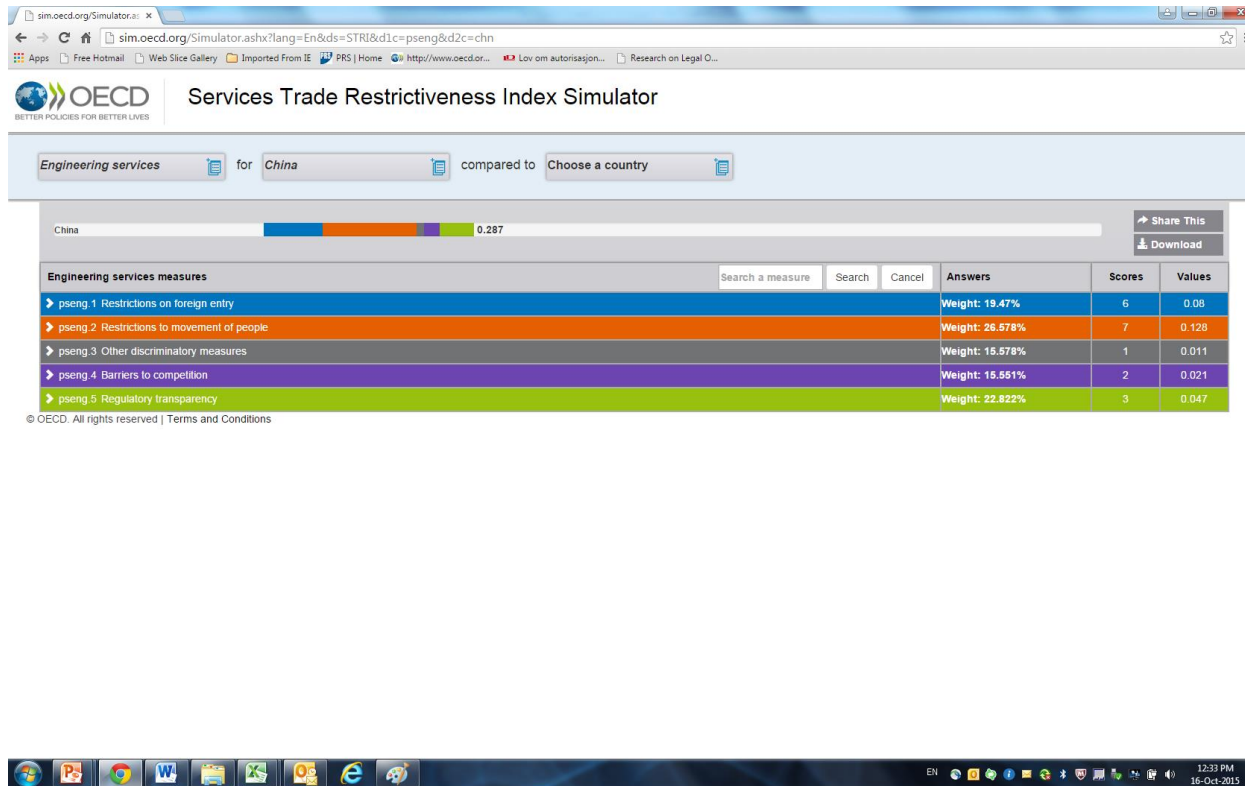 sim.oecd.org/Simulator.a
sim.oecd.org/Simulator.ashx?lang=En&ds=STRI&d1c=pseng&d2c=chn
Apps Free Hotmail Web Slice Gallery Imported From IE PRS | Home http://www.oecd.or... Lov om autorisasjon... Research on Legal O...
OECD Services Trade Restrictiveness Index Simulator
BETTER POLICIES FOR BETTER LIVES
Engineering services for China compared to Choose a country
Share This
China 0.287
Download
Engineering services measures Search a measure Search Cancel Answers Scores Values
pseng.1 Restrictions on foreign entry Weight: 19.47% 6 0.08
pseng.2 Restrictions to movement of people Weight: 26.578% 7 0.128
pseng.3 Other discriminatory measures Weight: 15.578% 1 0.011
pseng.4 Barriers to competition Weight: 15.551% 2 0.021
pseng.5 Regulatory transparency Weight: 22.822% 3 0.047
© OECD. All rights reserved | Terms and Conditions
EN 12:33 PM
16-Oct-2015